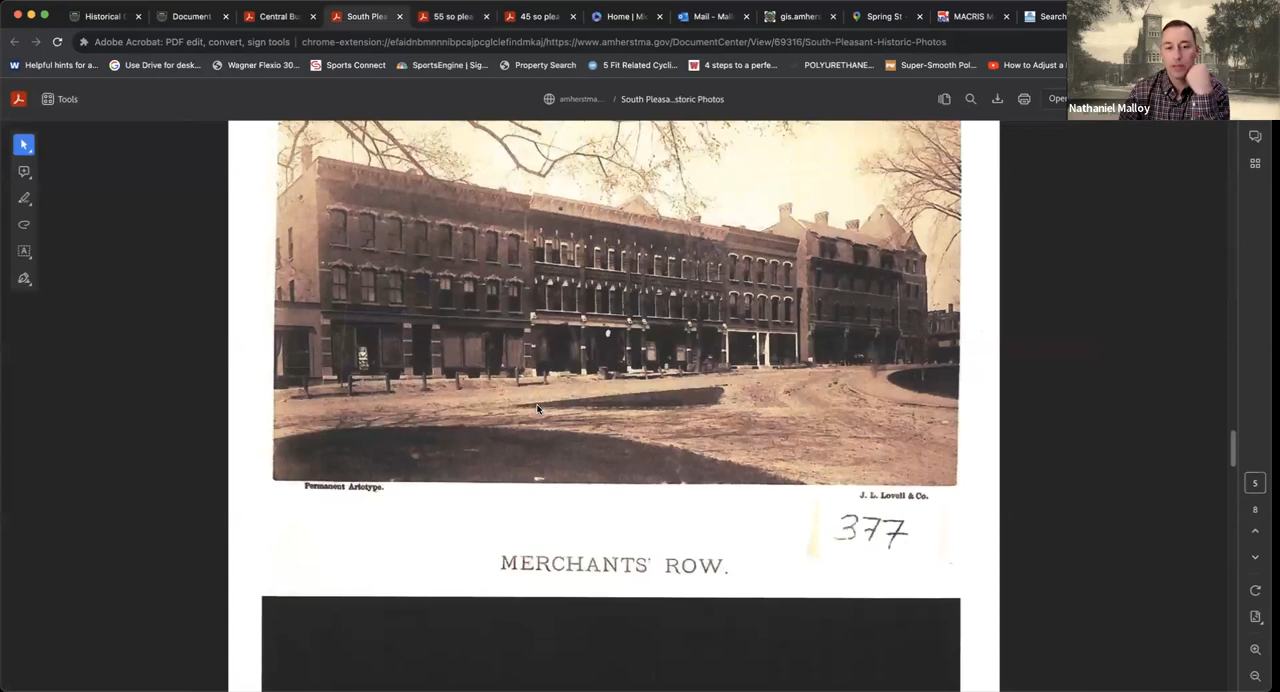 Historical C
Document
Central Bu
South Plea
55 so plea
45 so plea
Home | Mi
Mail – Mall
gis.amhers
Spring St
MACRIS M
Search
Adobe Acrobat: PDF edit, convert, sign tools
chrome-extension://efaidnbmnnnibpcajpcglclefindmkaj/https://www.amherstma.gov/DocumentCenter/View/69316/South-Pleasant-Historic-Photos
Helpful hints for a...
Use Drive for desk...
Wagner Flexio 30...
Sports Connect
SportsEngine | Sig...
Property Search
5 Fit Related Cycli...
4 steps to a perfe...
POLYURETHANE...
Super-Smooth Pol...
How to Adjust a
Nathaniel Malloy
Tools
amherstma...
/ South Pleasa...storic Photos
Open
Permanent Artotype.
J. L. Lovell & Co.
377
MERCHANTS' ROW.
5
8